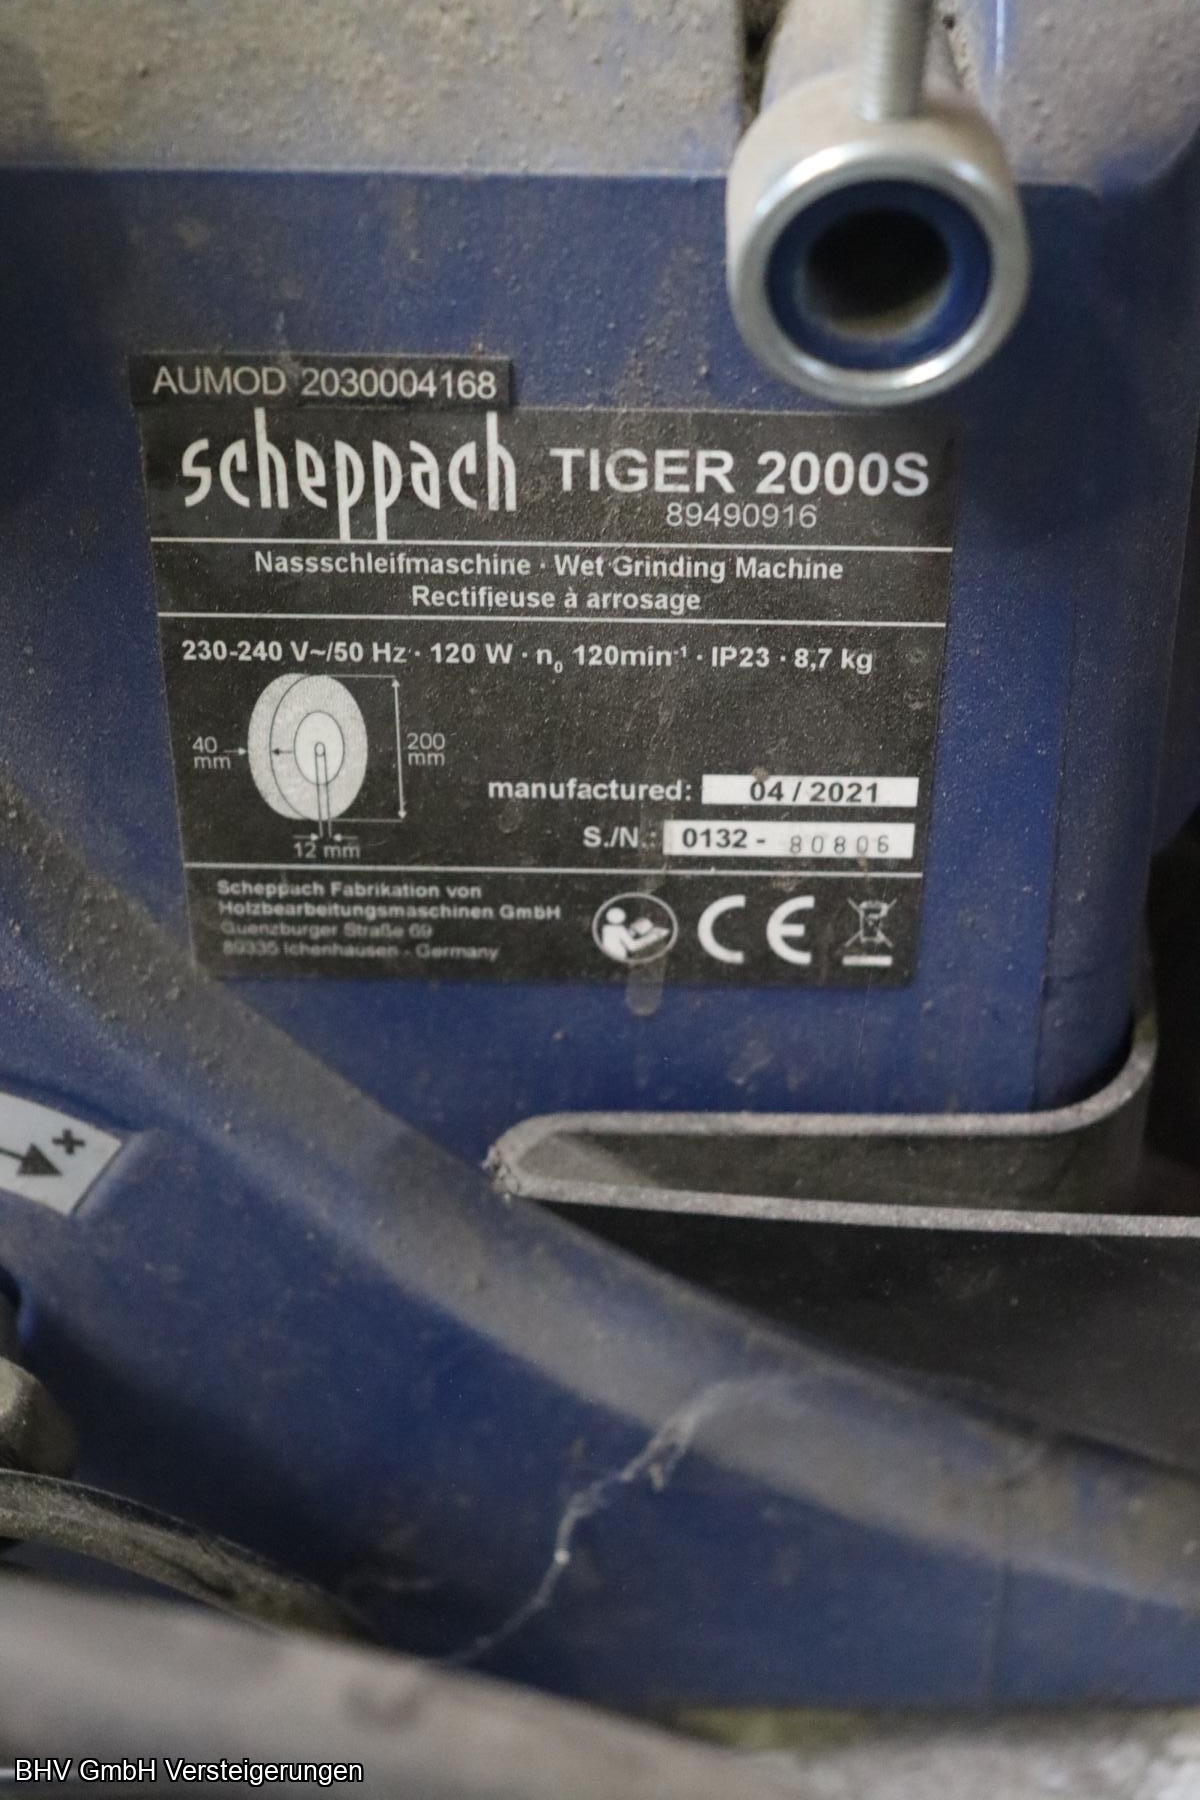 AUMOD 2030004168
scheppach TIGER 2000S
89490916
Nassschleifmaschine · Wet Grinding Machine
Rectifieuse à arrosage
230-240 V~/50 Hz · 120 W · n₀ 120min⁻¹ · IP23 · 8,7 kg
40 mm
200 mm
12 mm
manufactured: 04 / 2021
S./N.: 0132 - 80806
Scheppach Fabrikation von
Holzbearbeitungsmaschinen GmbH
Guenzburger Straße 69
89335 Ichenhausen - Germany
CE
x
BHV GmbH Versteigerungen